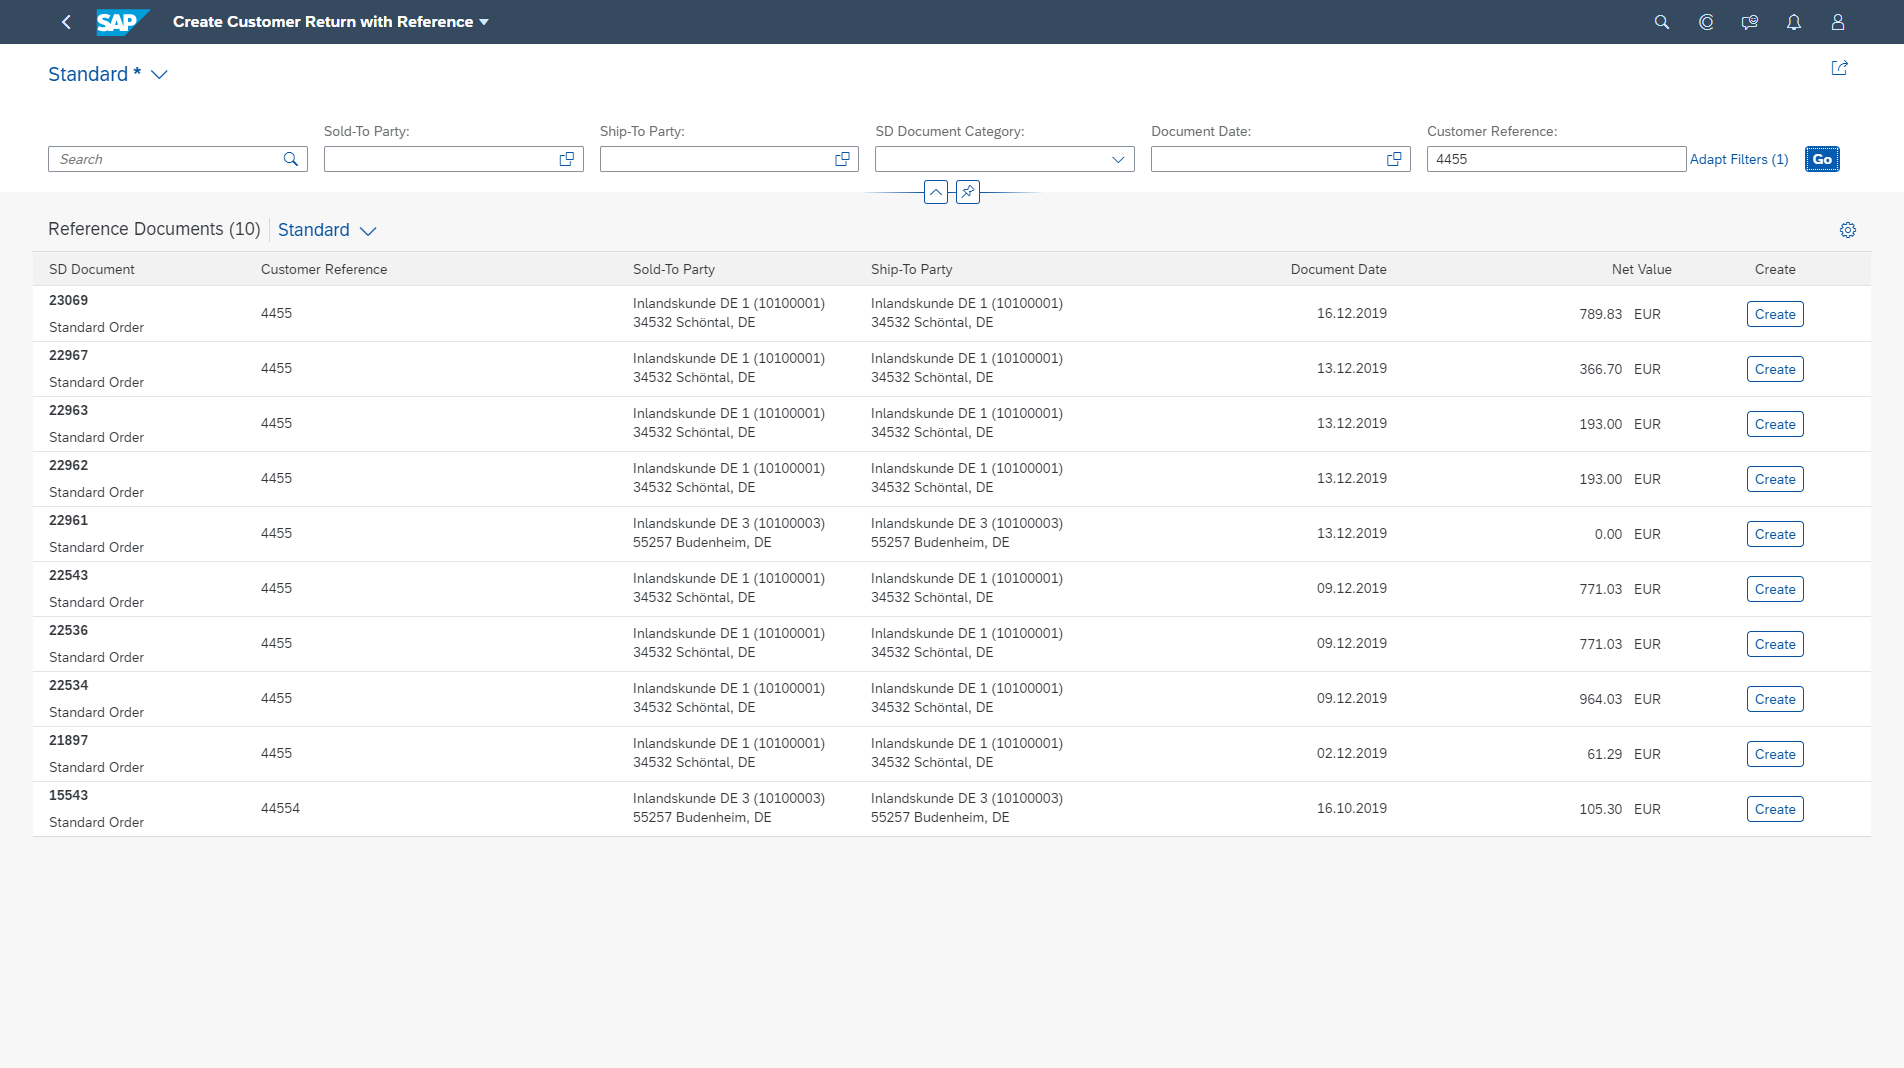 SAP Create Customer Return with Reference
Standard *
Sold-To Party: Ship-To Party: SD Document Category: Document Date: Customer Reference:
Search 4455 Adapt Filters (1) Go
Reference Documents (10) Standard
SD Document Customer Reference Sold-To Party Ship-To Party Document Date Net Value Create
23069
Standard Order
4455
Inlandskunde DE 1 (10100001)
34532 Schöntal, DE
Inlandskunde DE 1 (10100001)
34532 Schöntal, DE
16.12.2019
789.83 EUR
Create
22967
Standard Order
4455
Inlandskunde DE 1 (10100001)
34532 Schöntal, DE
Inlandskunde DE 1 (10100001)
34532 Schöntal, DE
13.12.2019
366.70 EUR
Create
22963
Standard Order
4455
Inlandskunde DE 1 (10100001)
34532 Schöntal, DE
Inlandskunde DE 1 (10100001)
34532 Schöntal, DE
13.12.2019
193.00 EUR
Create
22962
Standard Order
4455
Inlandskunde DE 1 (10100001)
34532 Schöntal, DE
Inlandskunde DE 1 (10100001)
34532 Schöntal, DE
13.12.2019
193.00 EUR
Create
22961
Standard Order
4455
Inlandskunde DE 3 (10100003)
55257 Budenheim, DE
Inlandskunde DE 3 (10100003)
55257 Budenheim, DE
13.12.2019
0.00 EUR
Create
22543
Standard Order
4455
Inlandskunde DE 1 (10100001)
34532 Schöntal, DE
Inlandskunde DE 1 (10100001)
34532 Schöntal, DE
09.12.2019
771.03 EUR
Create
22536
Standard Order
4455
Inlandskunde DE 1 (10100001)
34532 Schöntal, DE
Inlandskunde DE 1 (10100001)
34532 Schöntal, DE
09.12.2019
771.03 EUR
Create
22534
Standard Order
4455
Inlandskunde DE 1 (10100001)
34532 Schöntal, DE
Inlandskunde DE 1 (10100001)
34532 Schöntal, DE
09.12.2019
964.03 EUR
Create
21897
Standard Order
4455
Inlandskunde DE 1 (10100001)
34532 Schöntal, DE
Inlandskunde DE 1 (10100001)
34532 Schöntal, DE
02.12.2019
61.29 EUR
Create
15543
Standard Order
44554
Inlandskunde DE 3 (10100003)
55257 Budenheim, DE
Inlandskunde DE 3 (10100003)
55257 Budenheim, DE
16.10.2019
105.30 EUR
Create